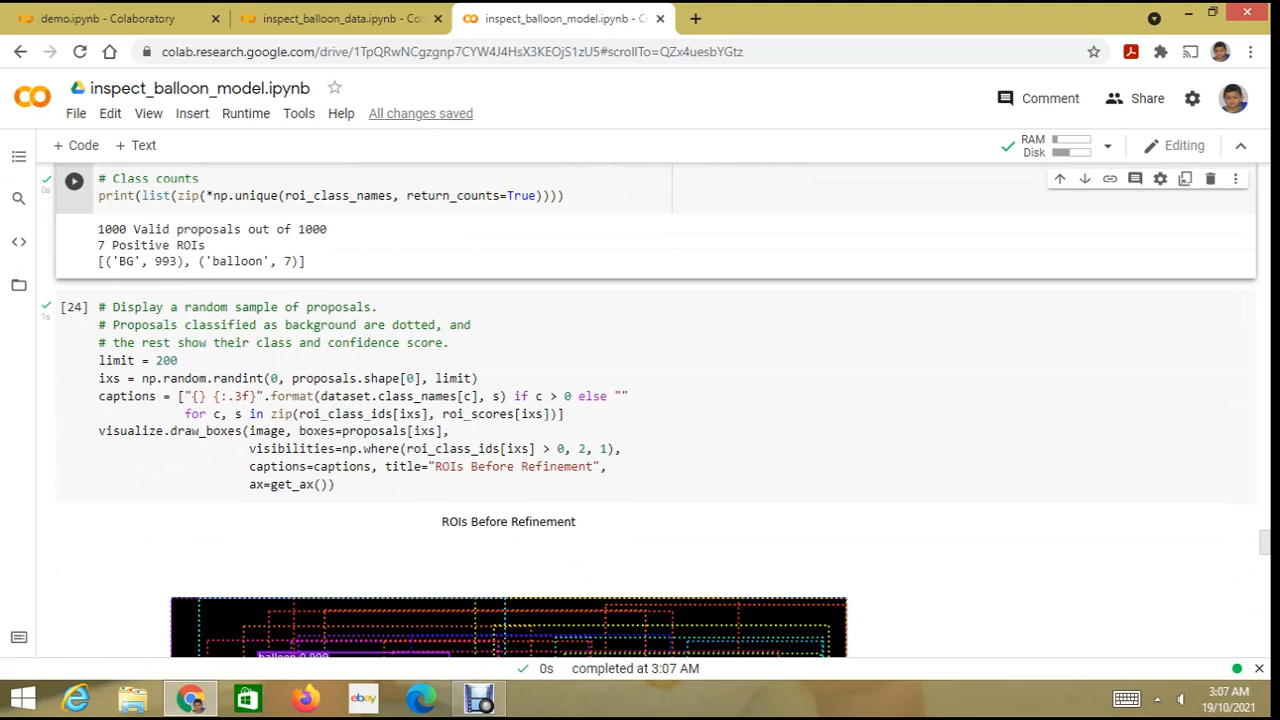 demo.ipynb - Colaboratory
inspect_balloon_data.ipynb - Col
inspect_balloon_model.ipynb - C
colab.research.google.com/drive/1TpQRwNCgzgnp7CYW4J4HsX3KEOjS1zU5#scrollTo=QZx4uesbYGtz
inspect_balloon_model.ipynb
Comment
Share
File Edit View Insert Runtime Tools Help All changes saved
+ Code + Text
RAM
Disk
Editing
# Class counts
0s
print(list(zip(*np.unique(roi_class_names, return_counts=True))))
1000 Valid proposals out of 1000
7 Positive ROIs
[('BG', 993), ('balloon', 7)]
[24] # Display a random sample of proposals.
1s
# Proposals classified as background are dotted, and
# the rest show their class and confidence score.
limit = 200
ixs = np.random.randint(0, proposals.shape[0], limit)
captions = ["{} {:.3f}".format(dataset.class_names[c], s) if c > 0 else ""
for c, s in zip(roi_class_ids[ixs], roi_scores[ixs])]
visualize.draw_boxes(image, boxes=proposals[ixs],
visibilities=np.where(roi_class_ids[ixs] > 0, 2, 1),
captions=captions, title="ROIs Before Refinement",
ax=get_ax())
ROIs Before Refinement
balloon 0.999
0s completed at 3:07 AM
ebay
3:07 AM
19/10/2021